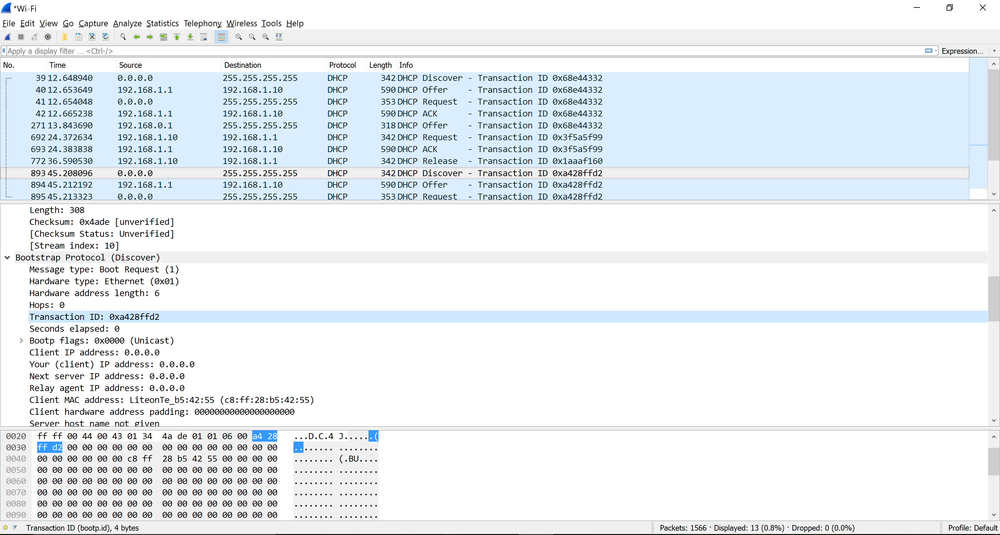 *Wi-Fi
File Edit View Go Capture Analyze Statistics Telephony Wireless Tools Help
Apply a display filter ... <Ctrl-/> Expression... +
No. Time Source Destination Protocol Length Info
39 12.648940 0.0.0.0 255.255.255.255 DHCP 342 DHCP Discover - Transaction ID 0x68e44332
40 12.653649 192.168.1.1 192.168.1.10 DHCP 590 DHCP Offer - Transaction ID 0x68e44332
41 12.654048 0.0.0.0 255.255.255.255 DHCP 353 DHCP Request - Transaction ID 0x68e44332
42 12.665238 192.168.1.1 192.168.1.10 DHCP 590 DHCP ACK - Transaction ID 0x68e44332
271 13.843690 192.168.0.1 255.255.255.255 DHCP 318 DHCP Offer - Transaction ID 0x68e44332
692 24.372634 192.168.1.10 192.168.1.1 DHCP 342 DHCP Request - Transaction ID 0x3f5a5f99
693 24.383838 192.168.1.1 192.168.1.10 DHCP 590 DHCP ACK - Transaction ID 0x3f5a5f99
772 36.590530 192.168.1.10 192.168.1.1 DHCP 342 DHCP Release - Transaction ID 0x1aaaf160
893 45.208096 0.0.0.0 255.255.255.255 DHCP 342 DHCP Discover - Transaction ID 0xa428ffd2
894 45.212192 192.168.1.1 192.168.1.10 DHCP 590 DHCP Offer - Transaction ID 0xa428ffd2
895 45.213323 0.0.0.0 255.255.255.255 DHCP 353 DHCP Request - Transaction ID 0xa428ffd2
Length: 308
Checksum: 0x4ade [unverified]
[Checksum Status: Unverified]
[Stream index: 10]
Bootstrap Protocol (Discover)
Message type: Boot Request (1)
Hardware type: Ethernet (0x01)
Hardware address length: 6
Hops: 0
Transaction ID: 0xa428ffd2
Seconds elapsed: 0
Bootp flags: 0x0000 (Unicast)
Client IP address: 0.0.0.0
Your (client) IP address: 0.0.0.0
Next server IP address: 0.0.0.0
Relay agent IP address: 0.0.0.0
Client MAC address: LiteonTe_b5:42:55 (c8:ff:28:b5:42:55)
Client hardware address padding: 00000000000000000000
Server host name not given
0020 ff ff 00 44 00 43 01 34 4a de 01 01 06 00 a4 28 ...D.C.4 J......(
0030 ff d2 00 00 00 00 00 00 00 00 00 00 00 00 00 00 ........ ........
0040 00 00 00 00 00 00 c8 ff 28 b5 42 55 00 00 00 00 ........ (.BU....
0050 00 00 00 00 00 00 00 00 00 00 00 00 00 00 00 00 ........ ........
0060 00 00 00 00 00 00 00 00 00 00 00 00 00 00 00 00 ........ ........
0070 00 00 00 00 00 00 00 00 00 00 00 00 00 00 00 00 ........ ........
0080 00 00 00 00 00 00 00 00 00 00 00 00 00 00 00 00 ........ ........
0090 00 00 00 00 00 00 00 00 00 00 00 00 00 00 00 00 ........ ........
Transaction ID (bootp.id), 4 bytes Packets: 1566 · Displayed: 13 (0.8%) · Dropped: 0 (0.0%) Profile: Default